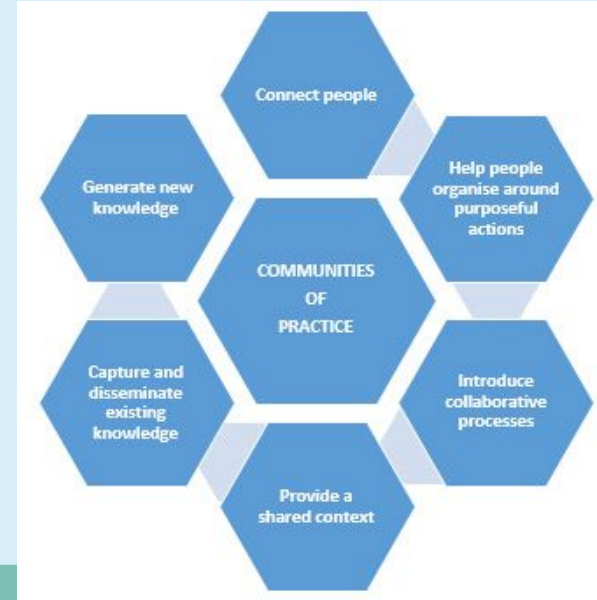 Connect people
Help people
organise around
purposeful
actions
Introduce
collaborative
processes
Provide a
shared context
Capture and
disseminate
existing
knowledge
Generate new
knowledge
COMMUNITIES
OF
PRACTICE